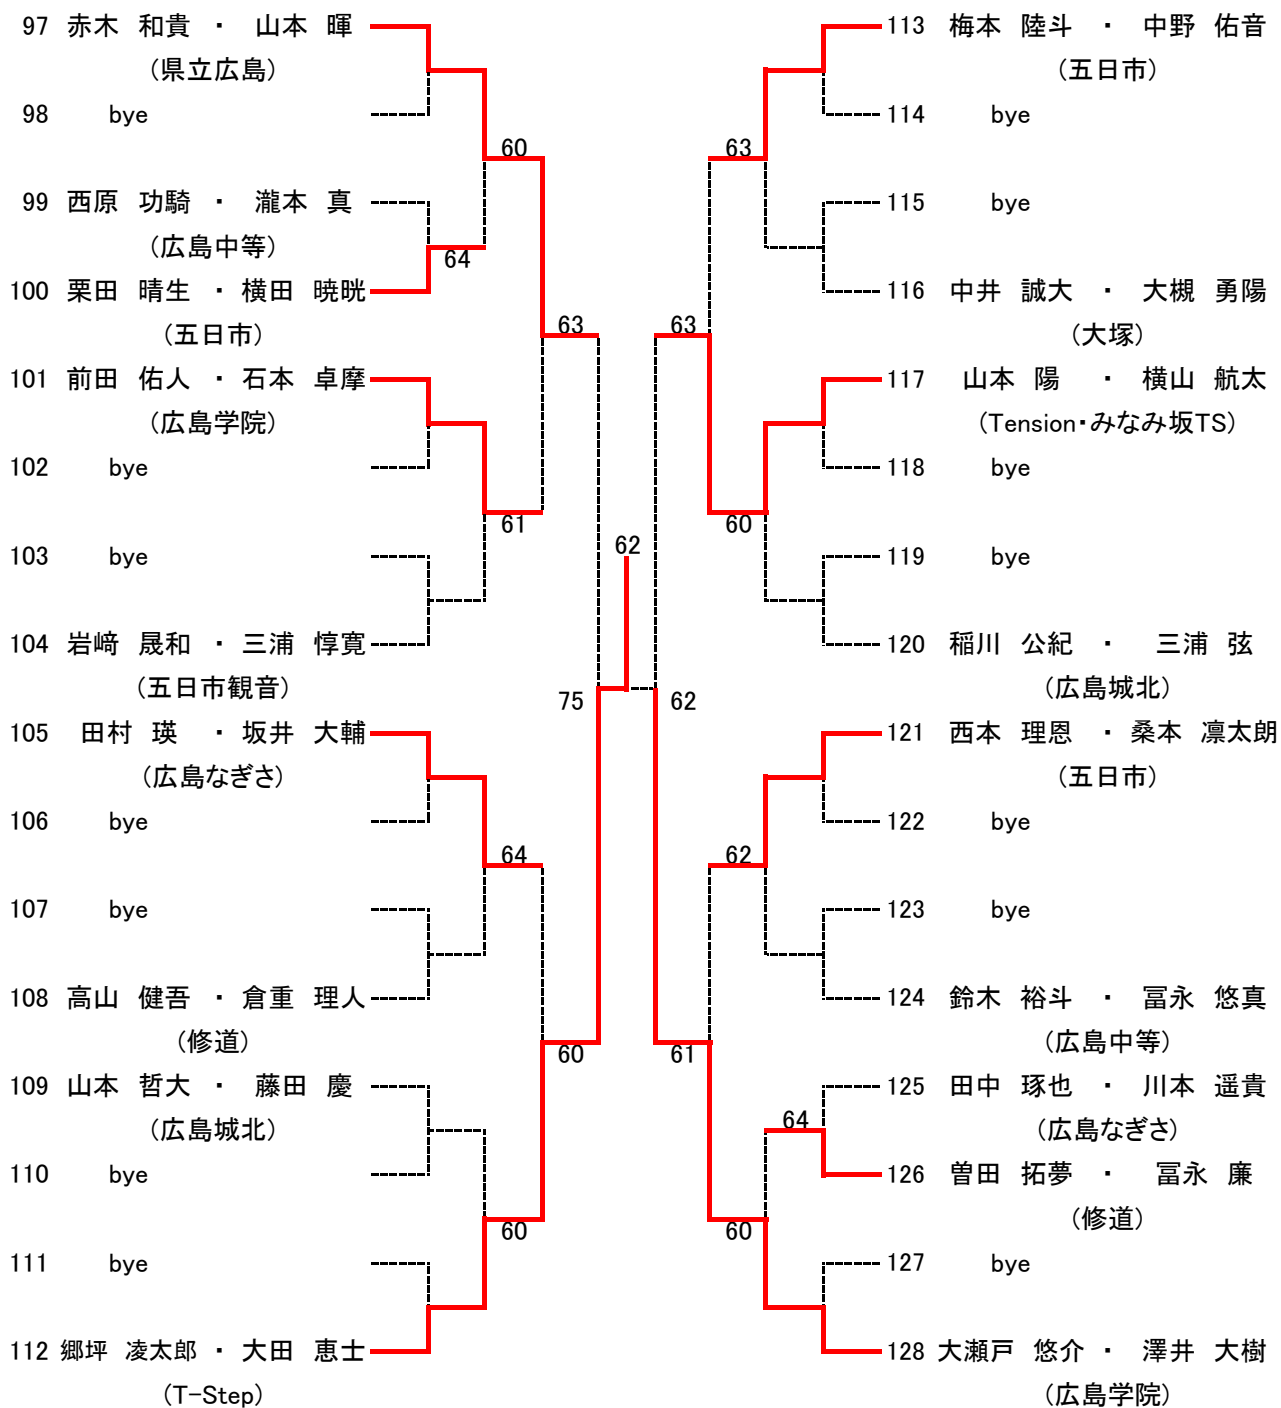 97 赤木 和貴 ・ 山本 暉
(県立広島)
98 bye
60
99 西原 功騎 ・ 瀧本 真
(広島中等)
64
100 栗田 晴生 ・ 横田 暁晄
(五日市)
63
101 前田 佑人 ・ 石本 卓摩
(広島学院)
102 bye
61
103 bye
104 岩﨑 晟和 ・ 三浦 惇寛
(五日市観音)
75
105 田村 瑛 ・ 坂井 大輔
(広島なぎさ)
106 bye
64
107 bye
108 高山 健吾 ・ 倉重 理人
(修道)
60
109 山本 哲大 ・ 藤田 慶
(広島城北)
110 bye
60
111 bye
112 郷坪 凌太郎 ・ 大田 恵士
(T-Step)
62
113 梅本 陸斗 ・ 中野 佑音
(五日市)
114 bye
63
115 bye
116 中井 誠大 ・ 大槻 勇陽
(大塚)
63
117 山本 陽 ・ 横山 航太
(Tension・みなみ坂TS)
118 bye
60
119 bye
120 稲川 公紀 ・ 三浦 弦
(広島城北)
62
121 西本 理恩 ・ 桑本 凛太朗
(五日市)
122 bye
62
123 bye
124 鈴木 裕斗 ・ 冨永 悠真
(広島中等)
61
125 田中 琢也 ・ 川本 遥貴
(広島なぎさ)
64
126 曽田 拓夢 ・ 冨永 廉
(修道)
60
127 bye
128 大瀬戸 悠介 ・ 澤井 大樹
(広島学院)